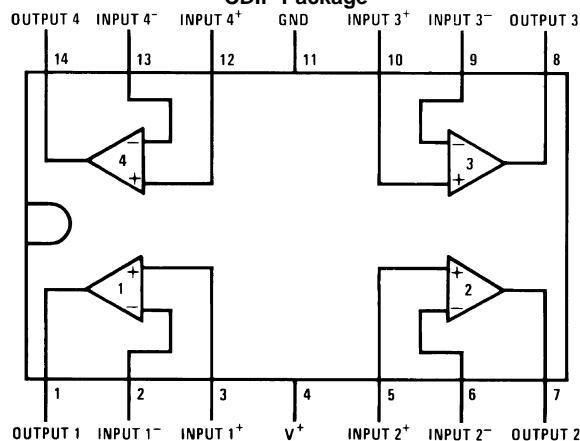 CDIP Package
OUTPUT 4 INPUT 4- INPUT 4+ GND INPUT 3+ INPUT 3- OUTPUT 3
14 13 12 11 10 9 8
4 - +
3 - +
1 + -
2 + -
1 2 3 4 5 6 7
OUTPUT 1 INPUT 1- INPUT 1+ V+ INPUT 2+ INPUT 2- OUTPUT 2